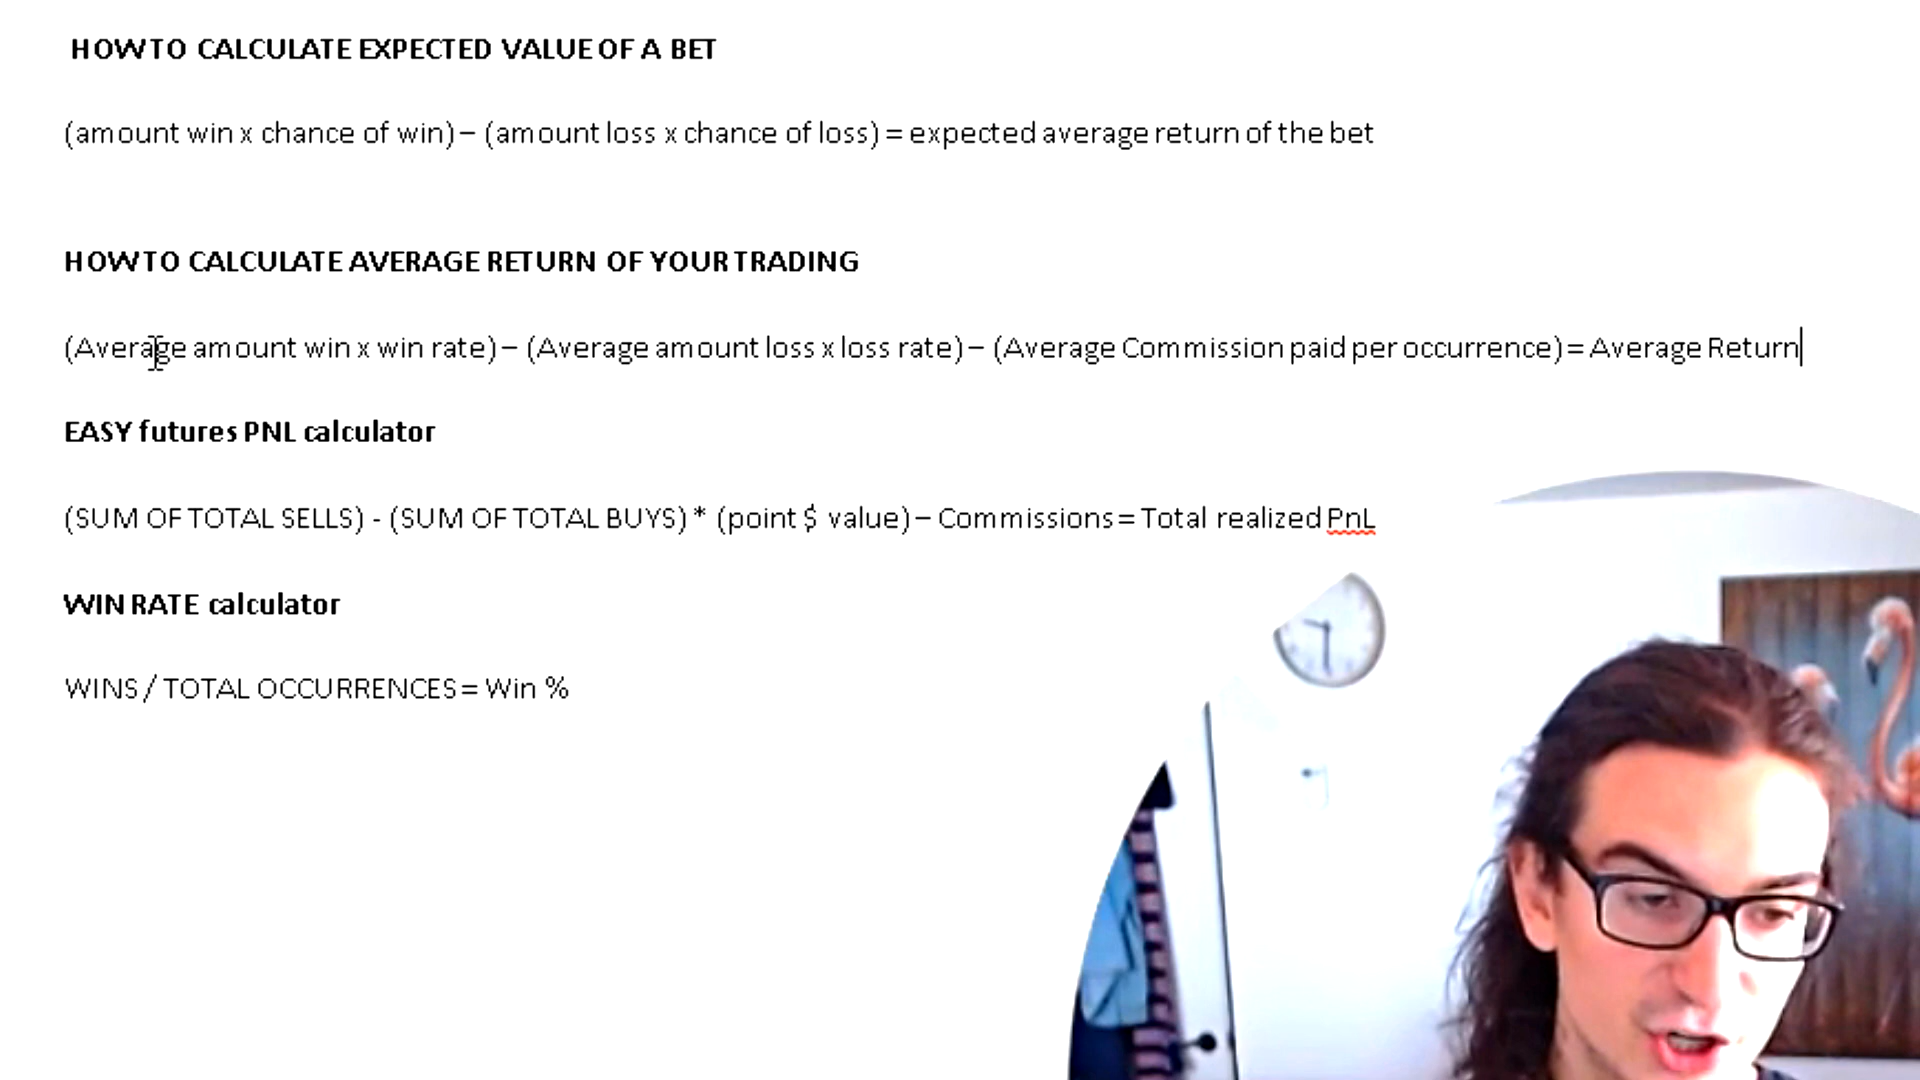 HOW TO CALCULATE EXPECTED VALUE OF A BET
(amount win x chance of win) – (amount loss x chance of loss) = expected average return of the bet
HOW TO CALCULATE AVERAGE RETURN OF YOUR TRADING
(Average amount win x win rate) – (Average amount loss x loss rate) – (Average Commission paid per occurrence) = Average Return
EASY futures PNL calculator
(SUM OF TOTAL SELLS) - (SUM OF TOTAL BUYS) * (point $ value) – Commissions = Total realized PnL
WIN RATE calculator
WINS / TOTAL OCCURRENCES = Win %